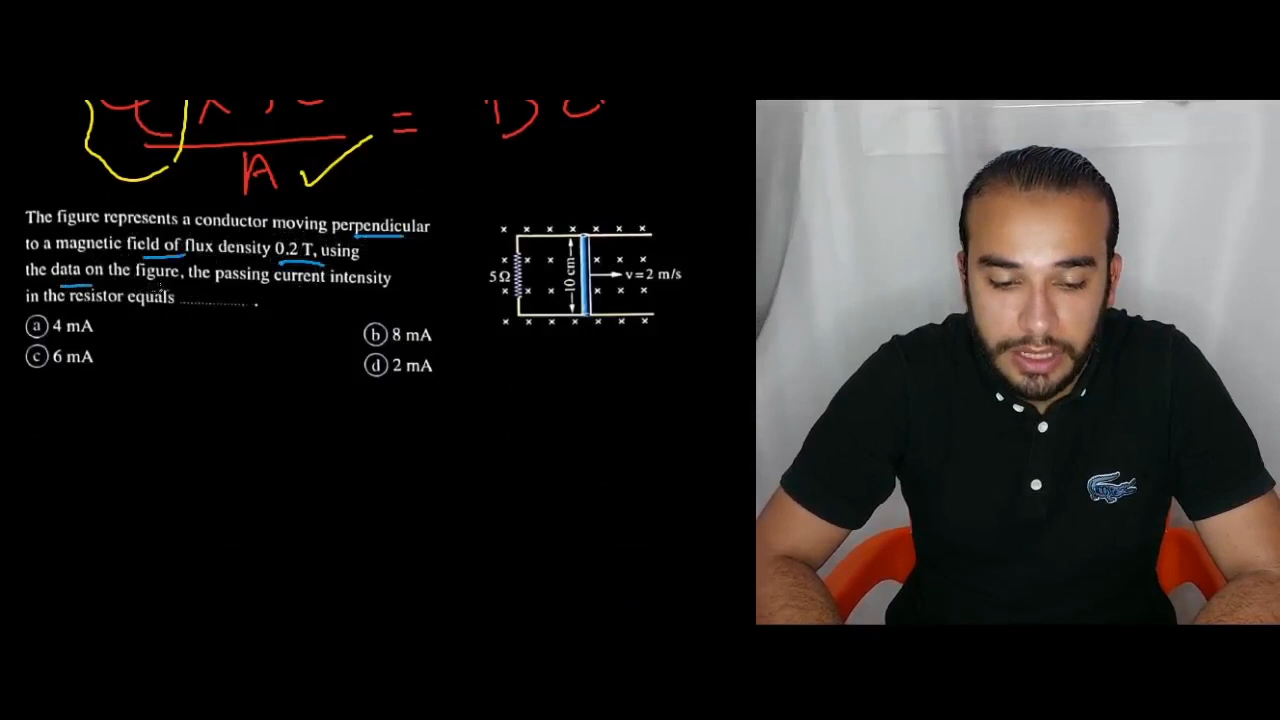 = B
A
The figure represents a conductor moving perpendicular
to a magnetic field of flux density 0.2 T, using
the data on the figure, the passing current intensity
in the resistor equals .................... .
a 4 mA
b 8 mA
c 6 mA
d 2 mA
5Ω
10 cm
v=2 m/s